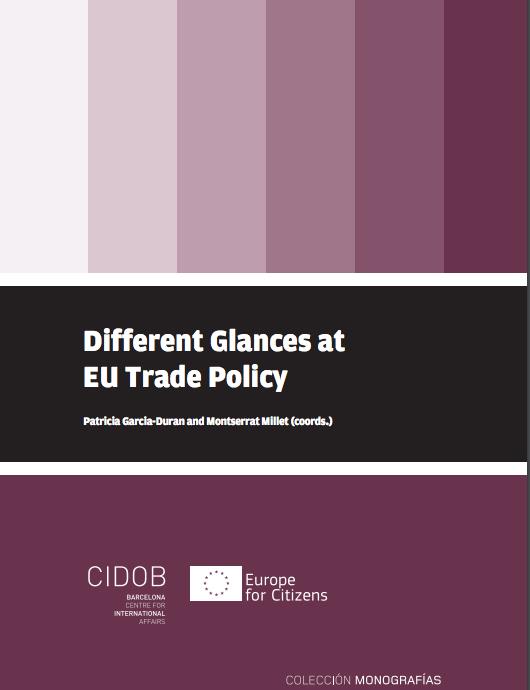 Different Glances at
EU Trade Policy
Patricia Garcia-Duran and Montserrat Millet (coords.)
CIDOB
BARCELONA
CENTRE FOR
INTERNATIONAL
AFFAIRS
Europe
for Citizens
COLECCIÓN MONOGRAFÍAS